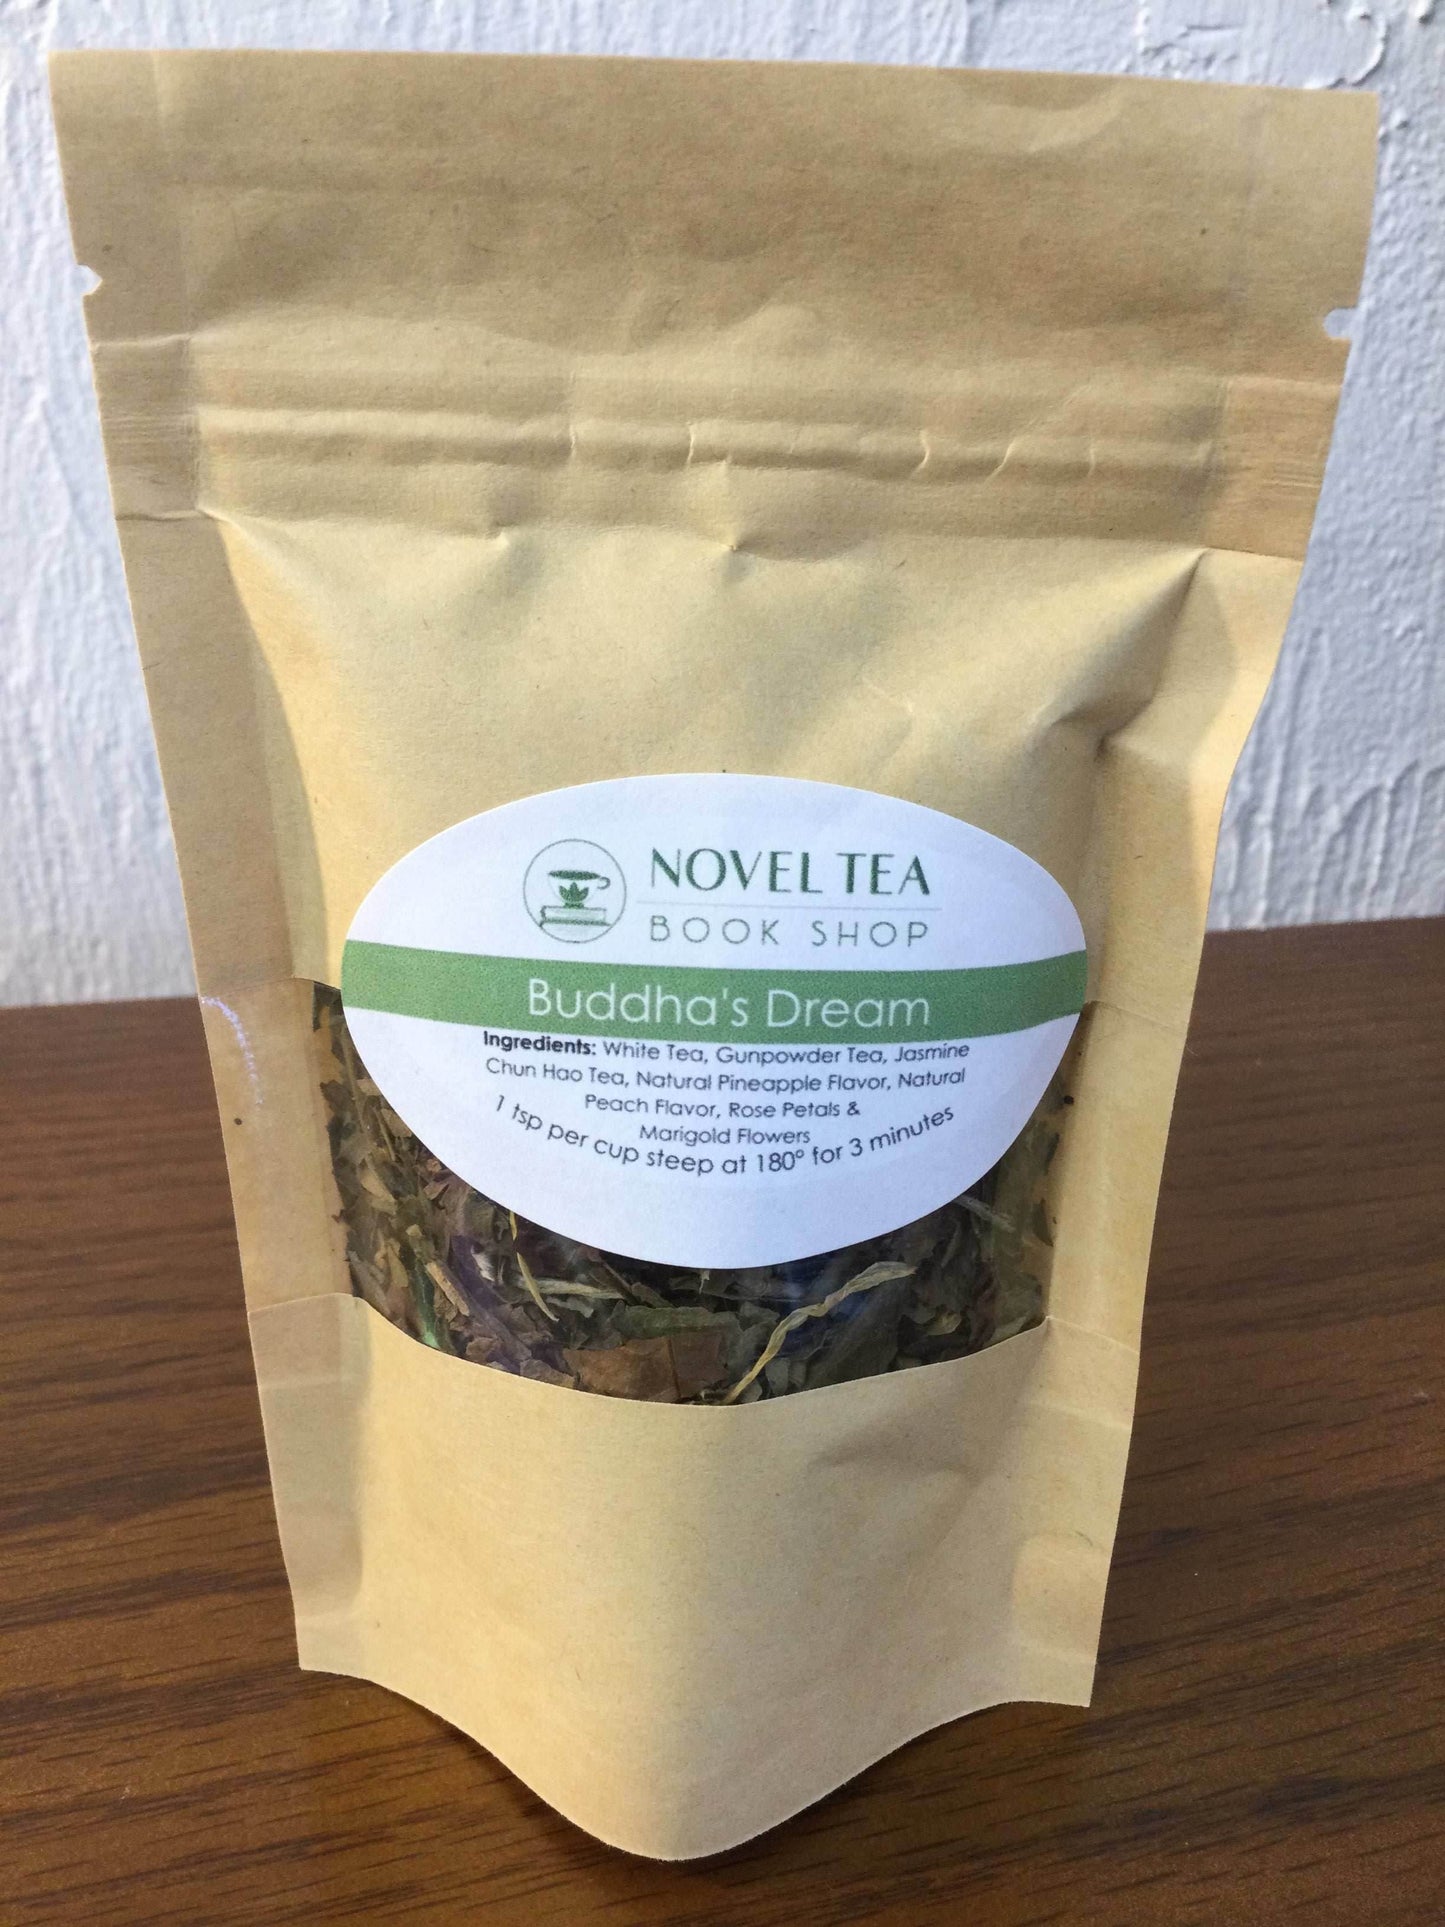 NOVEL TEA
BOOK SHOP
Buddha's Dream
Ingredients: White Tea, Gunpowder Tea, Jasmine
Chun Hao Tea, Natural Pineapple Flavor, Natural
Peach Flavor, Rose Petals &
Marigold Flowers
1 tsp per cup steep at 180° for 3 minutes